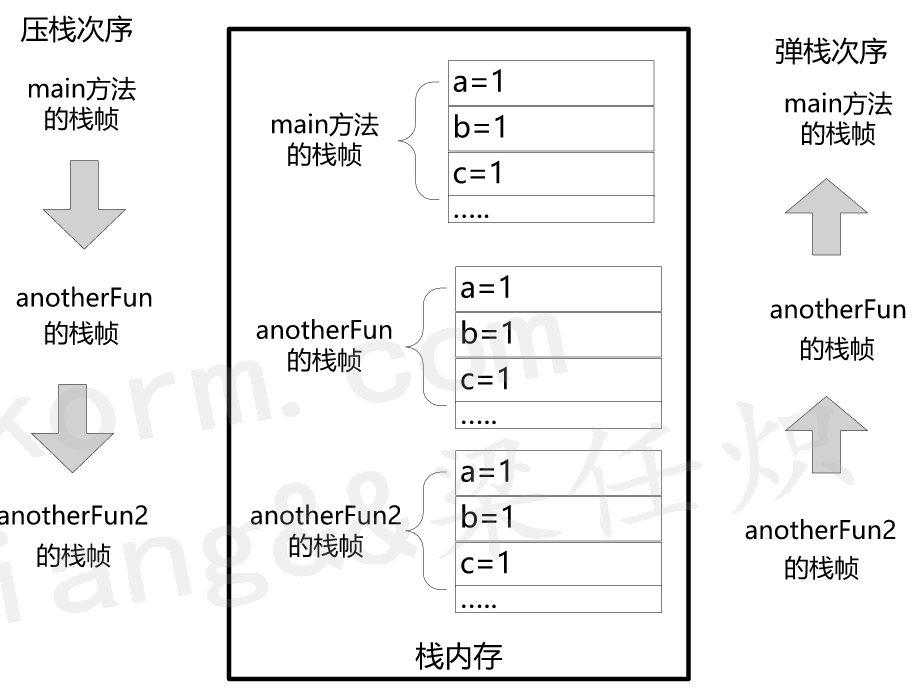 压栈次序
main方法
的栈帧
anotherFun
的栈帧
anotherFun2
的栈帧
main方法
的栈帧
a=1
b=1
c=1
.....
anotherFun
的栈帧
a=1
b=1
c=1
.....
anotherFun2
的栈帧
a=1
b=1
c=1
.....
栈内存
弹栈次序
main方法
的栈帧
anotherFun
的栈帧
anotherFun2
的栈帧
korm.com
iang&&梁任炽